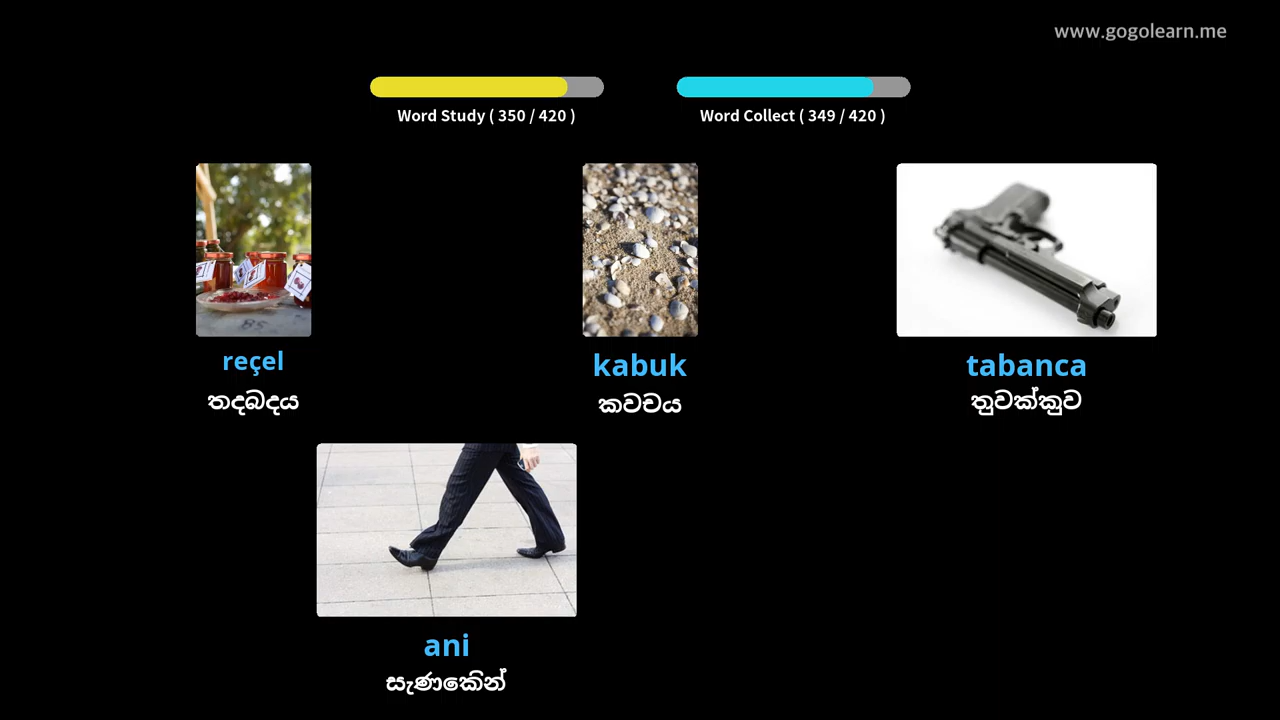 www.gogolearn.me
Word Study ( 350 / 420 )
Word Collect ( 349 / 420 )
reçel
තදබදය
kabuk
කවචය
tabanca
තුවක්කුව
ani
සැණකෙින්